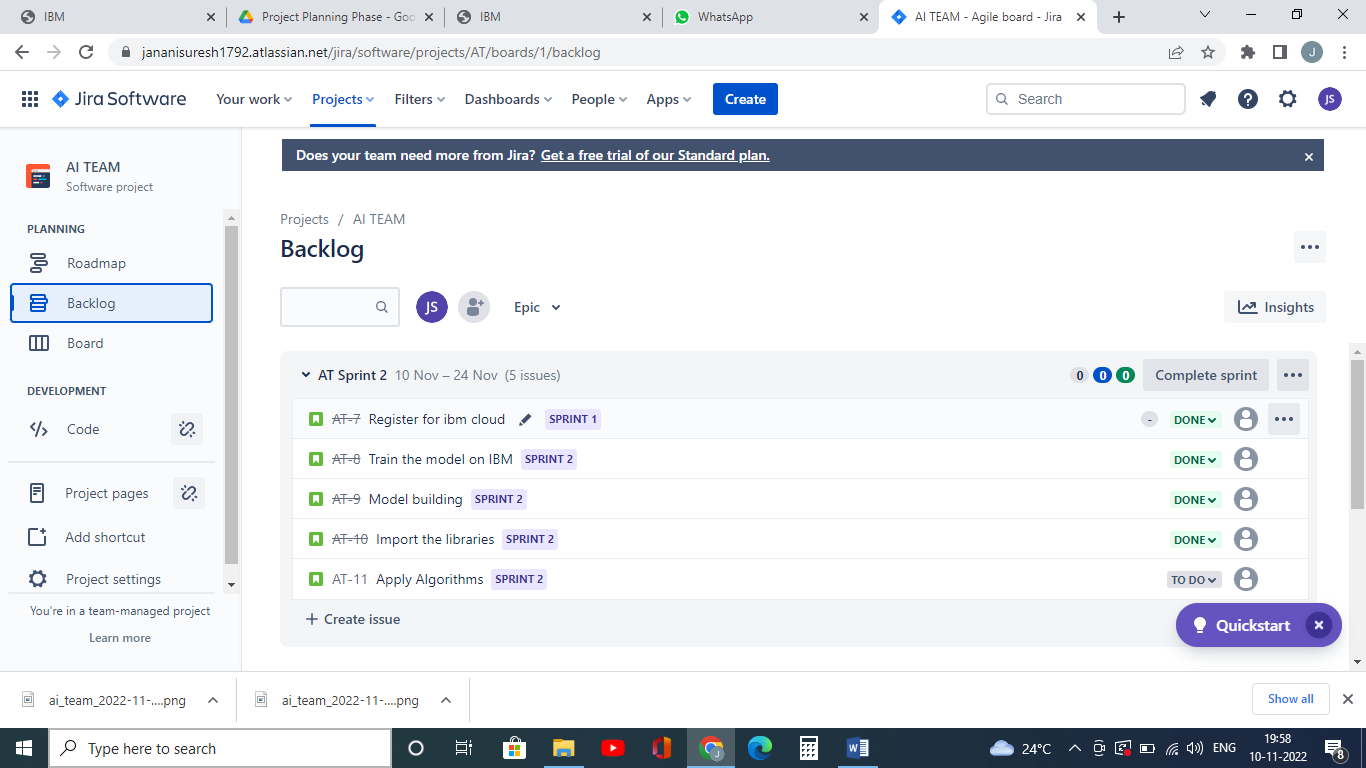 IBM
Project Planning Phase - Goo
IBM
WhatsApp
AI TEAM - Agile board - Jira
jananisuresh1792.atlassian.net/jira/software/projects/AT/boards/1/backlog
J
Jira Software
Your work
Projects
Filters
Dashboards
People
Apps
Create
Search
JS
Does your team need more from Jira? Get a free trial of our Standard plan.
AI TEAM
Software project
PLANNING
Roadmap
Backlog
Board
DEVELOPMENT
Code
Project pages
Add shortcut
Project settings
You're in a team-managed project
Learn more
Projects / AI TEAM
Backlog
JS
Epic
Insights
AT Sprint 2 10 Nov – 24 Nov (5 issues)
0 0 0
Complete sprint
AT-7 Register for ibm cloud SPRINT 1 - DONE
AT-8 Train the model on IBM SPRINT 2 DONE
AT-9 Model building SPRINT 2 DONE
AT-10 Import the libraries SPRINT 2 DONE
AT-11 Apply Algorithms SPRINT 2 TO DO
+ Create issue
Quickstart
ai_team_2022-11-....png
ai_team_2022-11-....png
Show all
Type here to search
24°C
ENG
19:58
10-11-2022
8